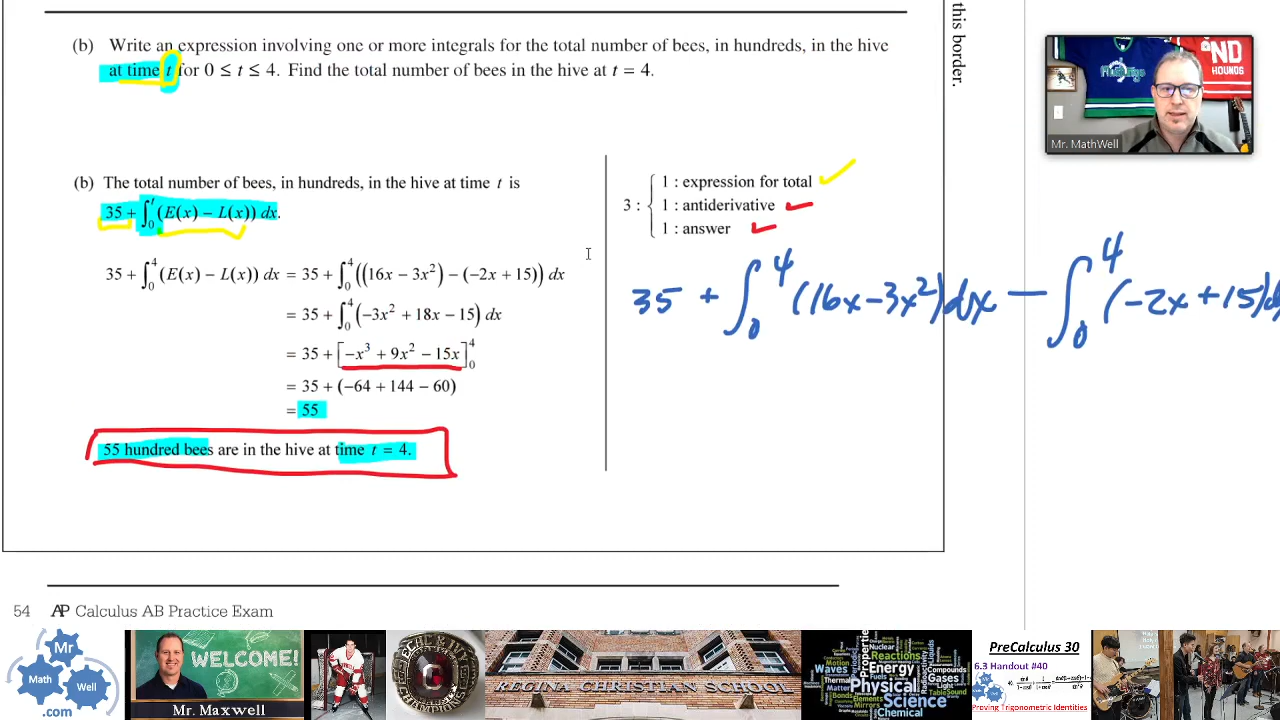 (b) Write an expression involving one or more integrals for the total number of bees, in hundreds, in the hive
at time t for 0 ≤ t ≤ 4. Find the total number of bees in the hive at t = 4.
this border.
ND
HOUNDS
Mr. MathWell
(b) The total number of bees, in hundreds, in the hive at time t is
35 + ∫₀ᵗ (E(x) − L(x)) dx.
35 + ∫₀⁴ (E(x) − L(x)) dx = 35 + ∫₀⁴ ((16x − 3x²) − (−2x + 15)) dx
= 35 + ∫₀⁴ (−3x² + 18x − 15) dx
= 35 + [−x³ + 9x² − 15x]₀⁴
= 35 + (−64 + 144 − 60)
= 55
55 hundred bees are in the hive at time t = 4.
3 : { 1 : expression for total
1 : antiderivative
1 : answer
35 + ∫₀⁴ (16x − 3x²) dx − ∫₀⁴ (−2x + 15) d
54 AP Calculus AB Practice Exam
Mr
Math
Well
.com
WELCOME!
Mr. Maxwell
REGINA CHRISTIAN SCHOOL
Nuclear
Reactions
Motion
Waves
Energy
Properties
Compounds
Gases
Thermal
Matter
Physical
Bonding
Elements
Science
Chemical
Sound
PreCalculus 30
6.3 Handout #40
Proving Trigonometric Identities